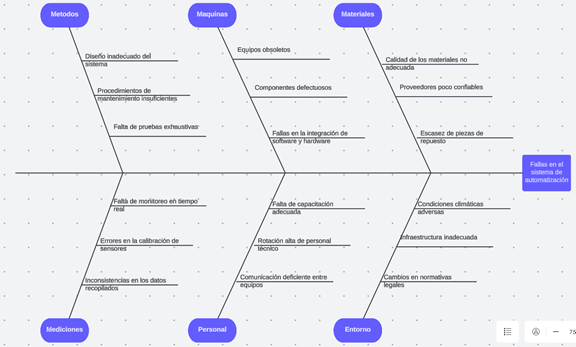 Metodos
Maquinas
Materiales
Diseño inadecuado del
sistema
Procedimientos de
mantenimiento insuficientes
Falta de pruebas exhaustivas
Equipos obsoletos
Componentes defectuosos
Fallas en la integración de
software y hardware
Calidad de los materiales no
adecuada
Proveedores poco confiables
Escasez de piezas de
repuesto
Fallas en el
sistema de
automatización
Falta de monitoreo en tiempo
real
Errores en la calibración de
sensores
Inconsistencias en los datos
recopilados
Falta de capacitación
adecuada
Rotación alta de personal
técnico
Comunicación deficiente entre
equipos
Condiciones climáticas
adversas
Infraestructura inadecuada
Cambios en normativas
legales
Mediciones
Personal
Entorno
75